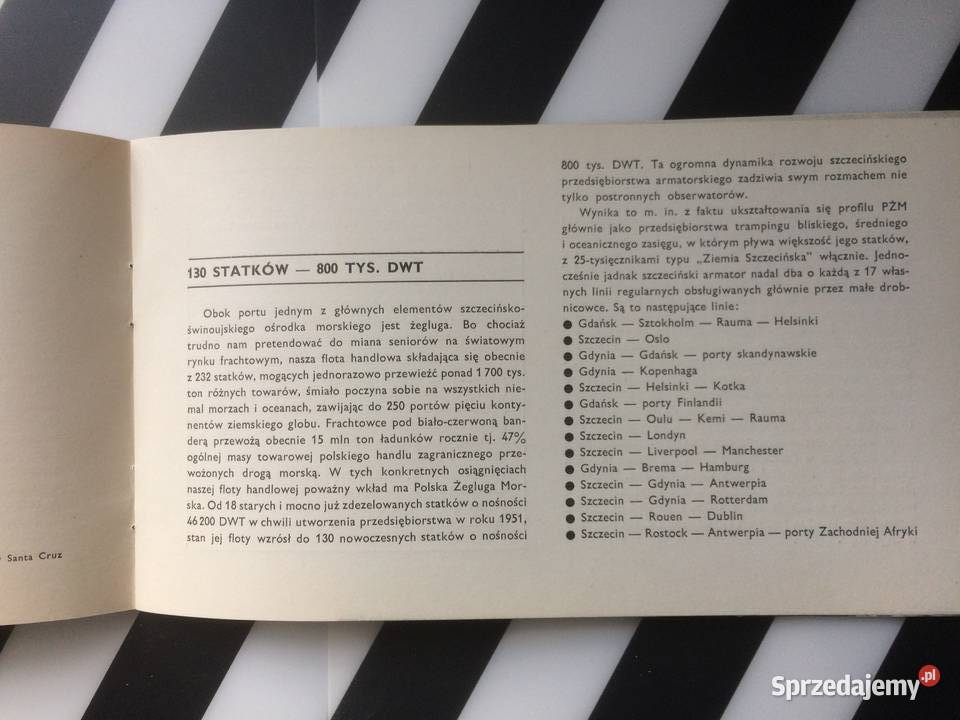 Santa Cruz
130 STATKÓW — 800 TYS. DWT
Obok portu jednym z głównych elementów szczecińsko-
świnoujskiego ośrodka morskiego jest żegluga. Bo chociaż
trudno nam pretendować do miana seniorów na światowym
rynku frachtowym, nasza flota handlowa składająca się obecnie
z 232 statków, mogących jednorazowo przewieźć ponad 1 700 tys.
ton różnych towarów, śmiało poczyna sobie na wszystkich nie-
mal morzach i oceanach, zawijając do 250 portów pięciu konty-
nentów ziemskiego globu. Frachtowce pod biało-czerwoną ban-
derą przewożą obecnie 15 mln ton ładunków rocznie tj. 47%
ogólnej masy towarowej polskiego handlu zagranicznego prze-
wożonych drogą morską. W tych konkretnych osiągnięciach
naszej floty handlowej poważny wkład ma Polska Żegluga Mor-
ska. Od 18 starych i mocno już zdezelowanych statków o nośności
46 200 DWT w chwili utworzenia przedsiębiorstwa w roku 1951,
stan jej floty wzrósł do 130 nowoczesnych statków o nośności
800 tys. DWT. Ta ogromna dynamika rozwoju szczecińskiego
przedsiębiorstwa armatorskiego zadziwia swym rozmachem nie
tylko postronnych obserwatorów.
Wynika to m. in. z faktu ukształtowania się profilu PŻM
głównie jako przedsiębiorstwa trampingu bliskiego, średniego
i oceanicznego zasięgu, w którym pływa większość jego statków,
z 25-tysięcznikami typu „Ziemia Szczecińska" włącznie. Jedno-
cześnie jednak szczeciński armator nadal dba o każdą z 17 włas-
nych linii regularnych obsługiwanych głównie przez małe drob-
nicowce. Są to następujące linie:
● Gdańsk — Sztokholm — Rauma — Helsinki
● Szczecin — Oslo
● Gdynia — Gdańsk — porty skandynawskie
● Gdynia — Kopenhaga
● Szczecin — Helsinki — Kotka
● Gdańsk — porty Finlandii
● Szczecin — Oulu — Kemi — Rauma
● Szczecin — Londyn
● Szczecin — Liverpool — Manchester
● Gdynia — Brema — Hamburg
● Szczecin — Gdynia — Antwerpia
● Szczecin — Gdynia — Rotterdam
● Szczecin — Rouen — Dublin
● Szczecin — Rostock — Antwerpia — porty Zachodniej Afryki
Sprzedajemy.pl